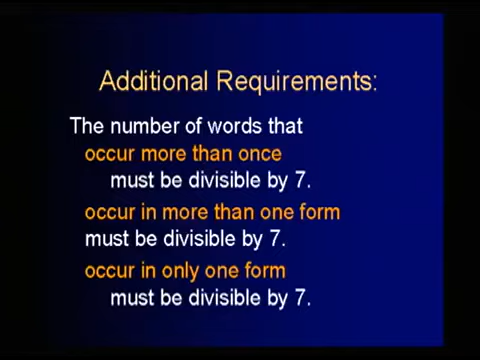 Additional Requirements:
The number of words that
occur more than once
must be divisible by 7.
occur in more than one form
must be divisible by 7.
occur in only one form
must be divisible by 7.